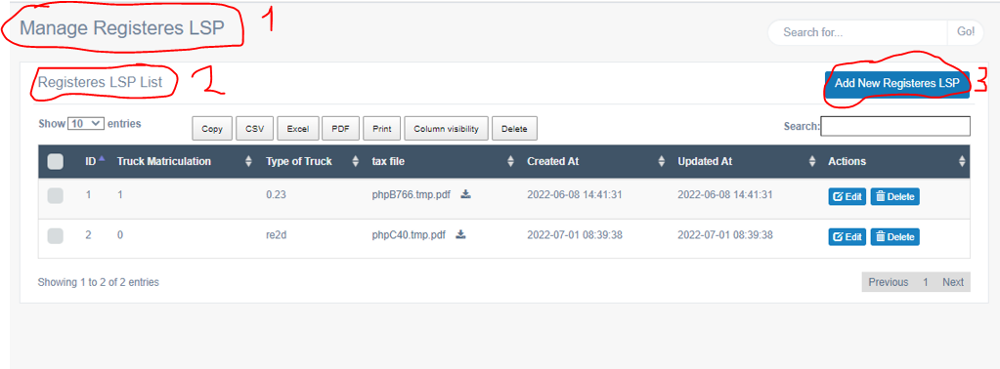 Manage Registeres LSP 1
Search for... Go!
Registeres LSP List 2
Add New Registeres LSP 3
Show 10 entries Copy CSV Excel PDF Print Column visibility Delete Search:
ID Truck Matriculation Type of Truck tax file Created At Updated At Actions
1 1 0.23 phpB766.tmp.pdf 2022-06-08 14:41:31 2022-06-08 14:41:31 Edit Delete
2 0 re2d phpC40.tmp.pdf 2022-07-01 08:39:38 2022-07-01 08:39:38 Edit Delete
Showing 1 to 2 of 2 entries Previous 1 Next